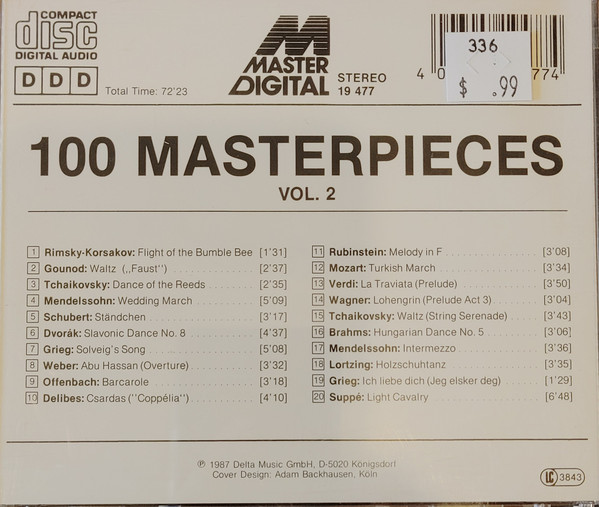 COMPACT
disc
DIGITAL AUDIO
DDD
Total Time: 72'23
M
MASTER
DIGITAL
STEREO
19 477
336
$ .99
4
774
100 MASTERPIECES
VOL. 2
1 Rimsky-Korsakov: Flight of the Bumble Bee [1'31]
2 Gounod: Waltz (,,Faust'') [2'37]
3 Tchaikovsky: Dance of the Reeds [2'35]
4 Mendelssohn: Wedding March [5'09]
5 Schubert: Ständchen [3'17]
6 Dvorák: Slavonic Dance No. 8 [4'37]
7 Grieg: Solveig's Song [5'08]
8 Weber: Abu Hassan (Overture) [3'32]
9 Offenbach: Barcarole [3'18]
10 Delibes: Csardas (''Coppélia'') [4'10]
11 Rubinstein: Melody in F [3'08]
12 Mozart: Turkish March [3'34]
13 Verdi: La Traviata (Prelude) [3'50]
14 Wagner: Lohengrin (Prelude Act 3) [3'04]
15 Tchaikovsky: Waltz (String Serenade) [3'43]
16 Brahms: Hungarian Dance No. 5 [3'06]
17 Mendelssohn: Intermezzo [3'36]
18 Lortzing: Holzschuhtanz [3'35]
19 Grieg: Ich liebe dich (Jeg elsker deg) [1'29]
20 Suppé: Light Cavalry [6'48]
℗ 1987 Delta Music GmbH, D-5020 Königsdorf
Cover Design: Adam Backhausen, Köln
LC 3843